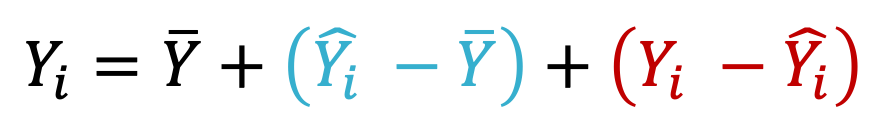 Yᵢ = Ȳ + (Ŷᵢ − Ȳ) + (Yᵢ − Ŷᵢ)